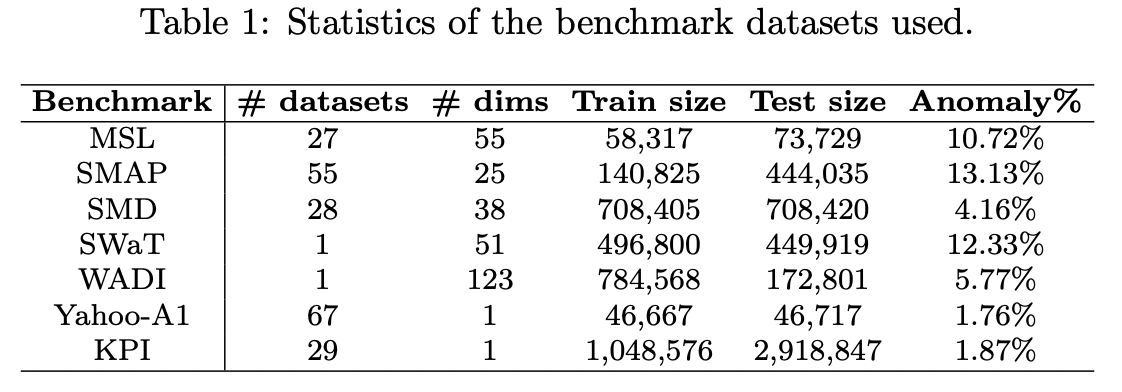 Table 1: Statistics of the benchmark datasets used.
Benchmark # datasets # dims Train size Test size Anomaly%
MSL 27 55 58,317 73,729 10.72%
SMAP 55 25 140,825 444,035 13.13%
SMD 28 38 708,405 708,420 4.16%
SWaT 1 51 496,800 449,919 12.33%
WADI 1 123 784,568 172,801 5.77%
Yahoo-A1 67 1 46,667 46,717 1.76%
KPI 29 1 1,048,576 2,918,847 1.87%